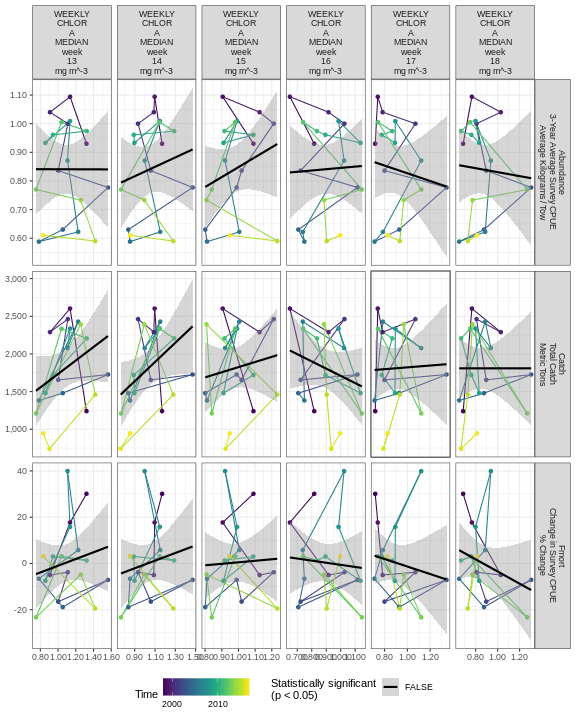 WEEKLY
CHLOR
A
MEDIAN
week
13
mg m^-3
WEEKLY
CHLOR
A
MEDIAN
week
14
mg m^-3
WEEKLY
CHLOR
A
MEDIAN
week
15
mg m^-3
WEEKLY
CHLOR
A
MEDIAN
week
16
mg m^-3
WEEKLY
CHLOR
A
MEDIAN
week
17
mg m^-3
WEEKLY
CHLOR
A
MEDIAN
week
18
mg m^-3
1.10
1.00
0.90
0.80
0.70
0.60
Abundance
3-Year Average Survey CPUE
Average Kilograms / Tow
3,000
2,500
2,000
1,500
1,000
Catch
Total Catch
Metric Tons
40
20
0
-20
Fmort
Change in Survey CPUE
% Change
0.80 1.00 1.20 1.40 1.60
0.90 1.10 1.30 1.50
0.80 0.90 1.00 1.10 1.20
0.70 0.80 0.90 1.00 1.10
0.80 1.00 1.20
0.80 1.00 1.20
Time
2000 2010
Statistically significant
(p < 0.05)
FALSE